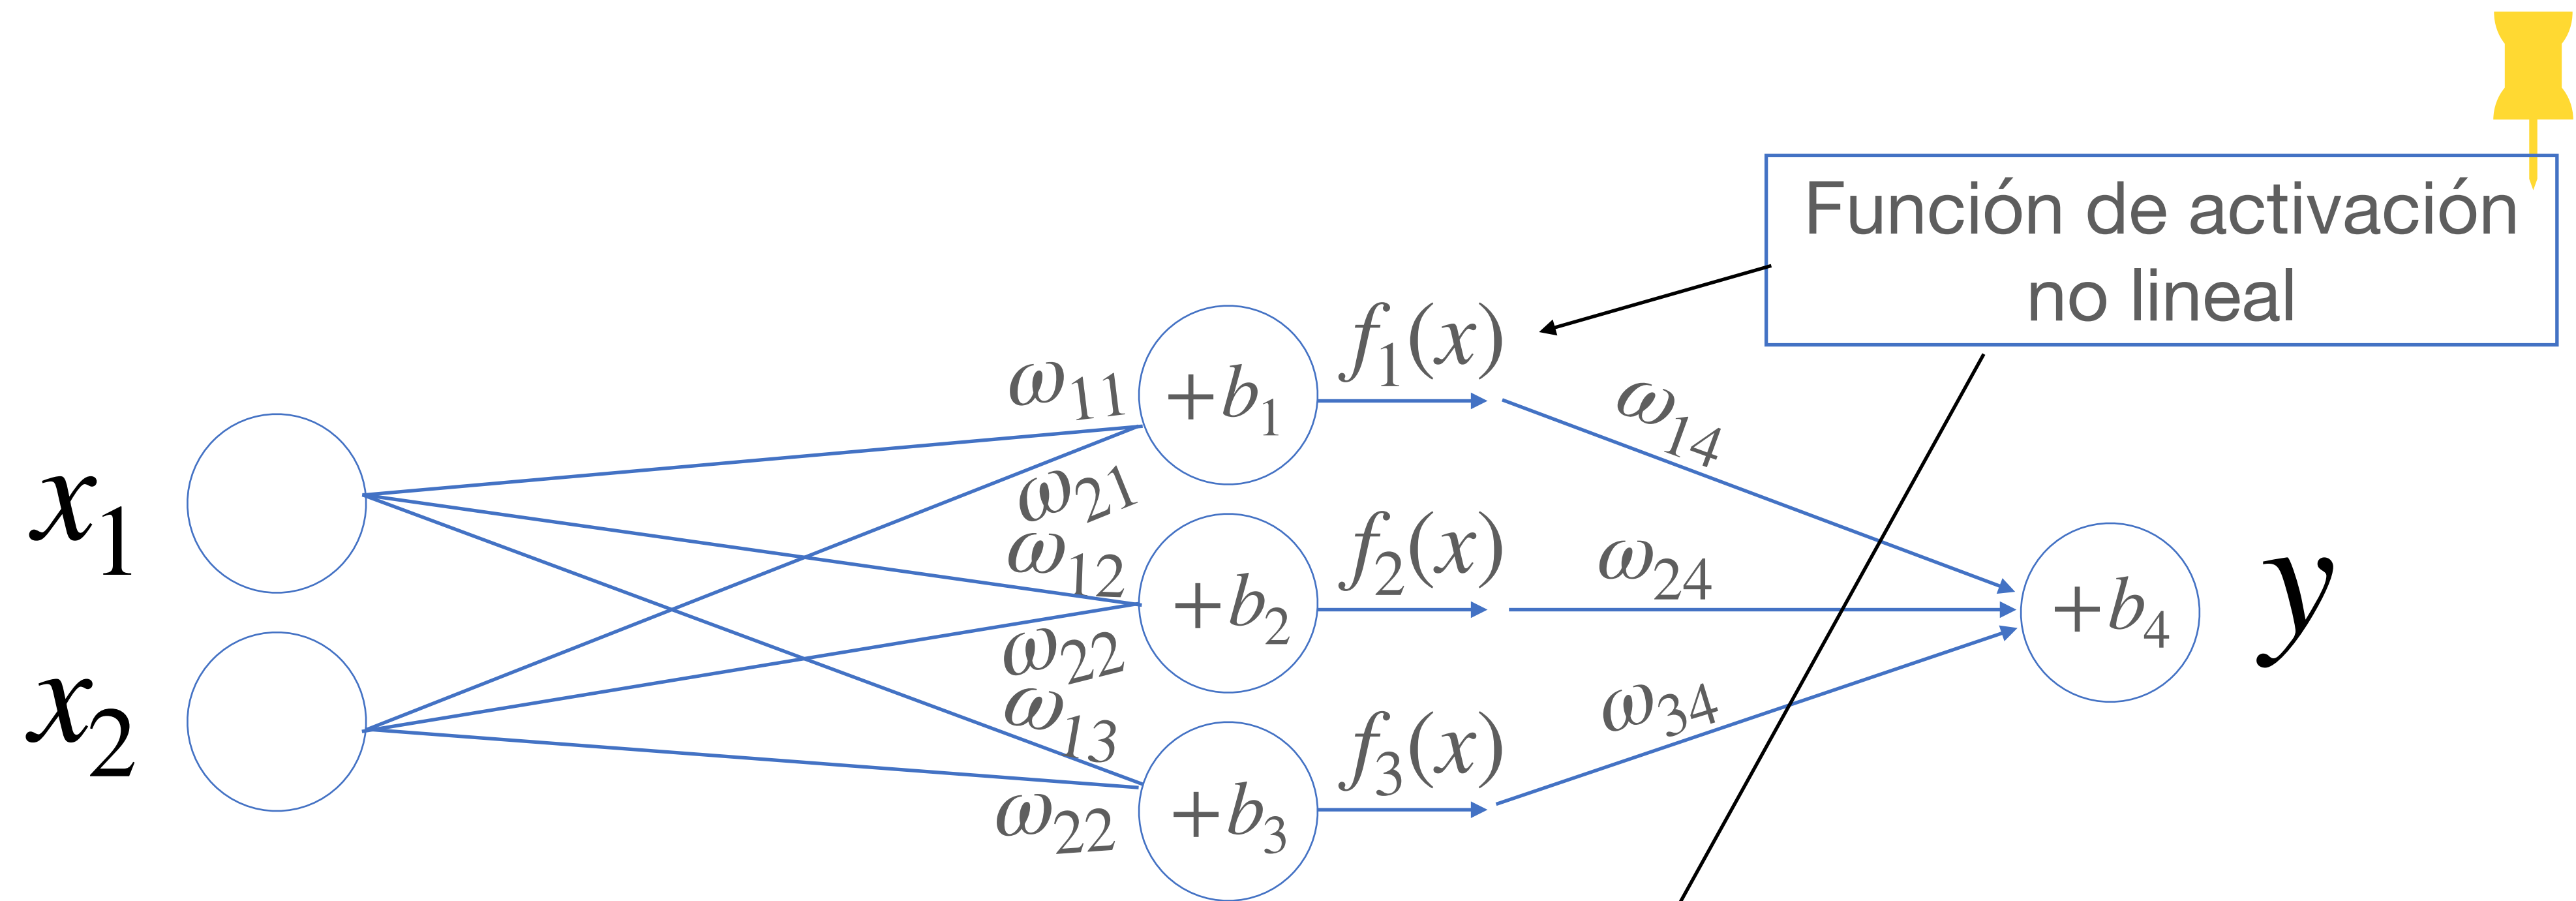 Función de activación
no lineal
f₁(x)
ω₁₁
+b₁
ω₁₄
x₁
ω₂₁
ω₁₂
f₂(x)
ω₂₄
+b₂
+b₄
y
ω₂₂
x₂
ω₁₃
f₃(x)
ω₃₄
ω₂₂
+b₃